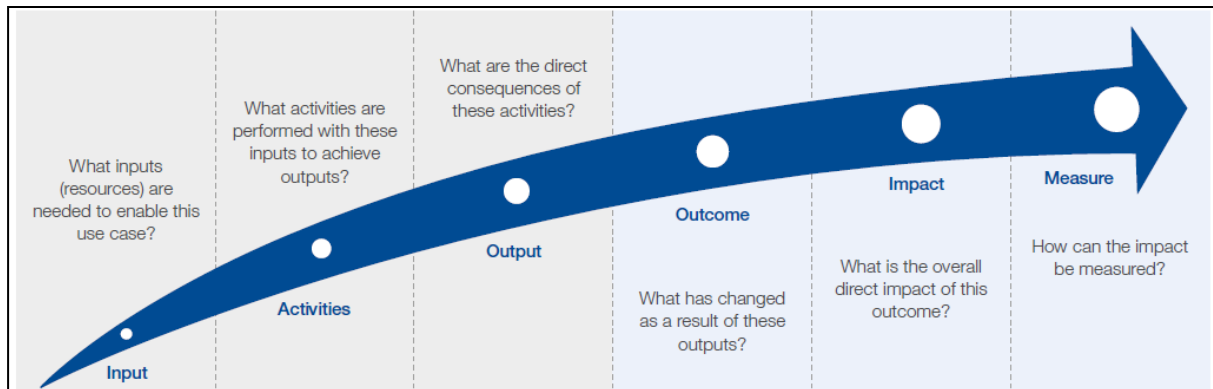 What inputs
(resources) are
needed to enable this
use case?
Input
What activities are
performed with these
inputs to achieve
outputs?
Activities
What are the direct
consequences of
these activities?
Output
Outcome
What has changed
as a result of these
outputs?
Impact
What is the overall
direct impact of this
outcome?
Measure
How can the impact
be measured?